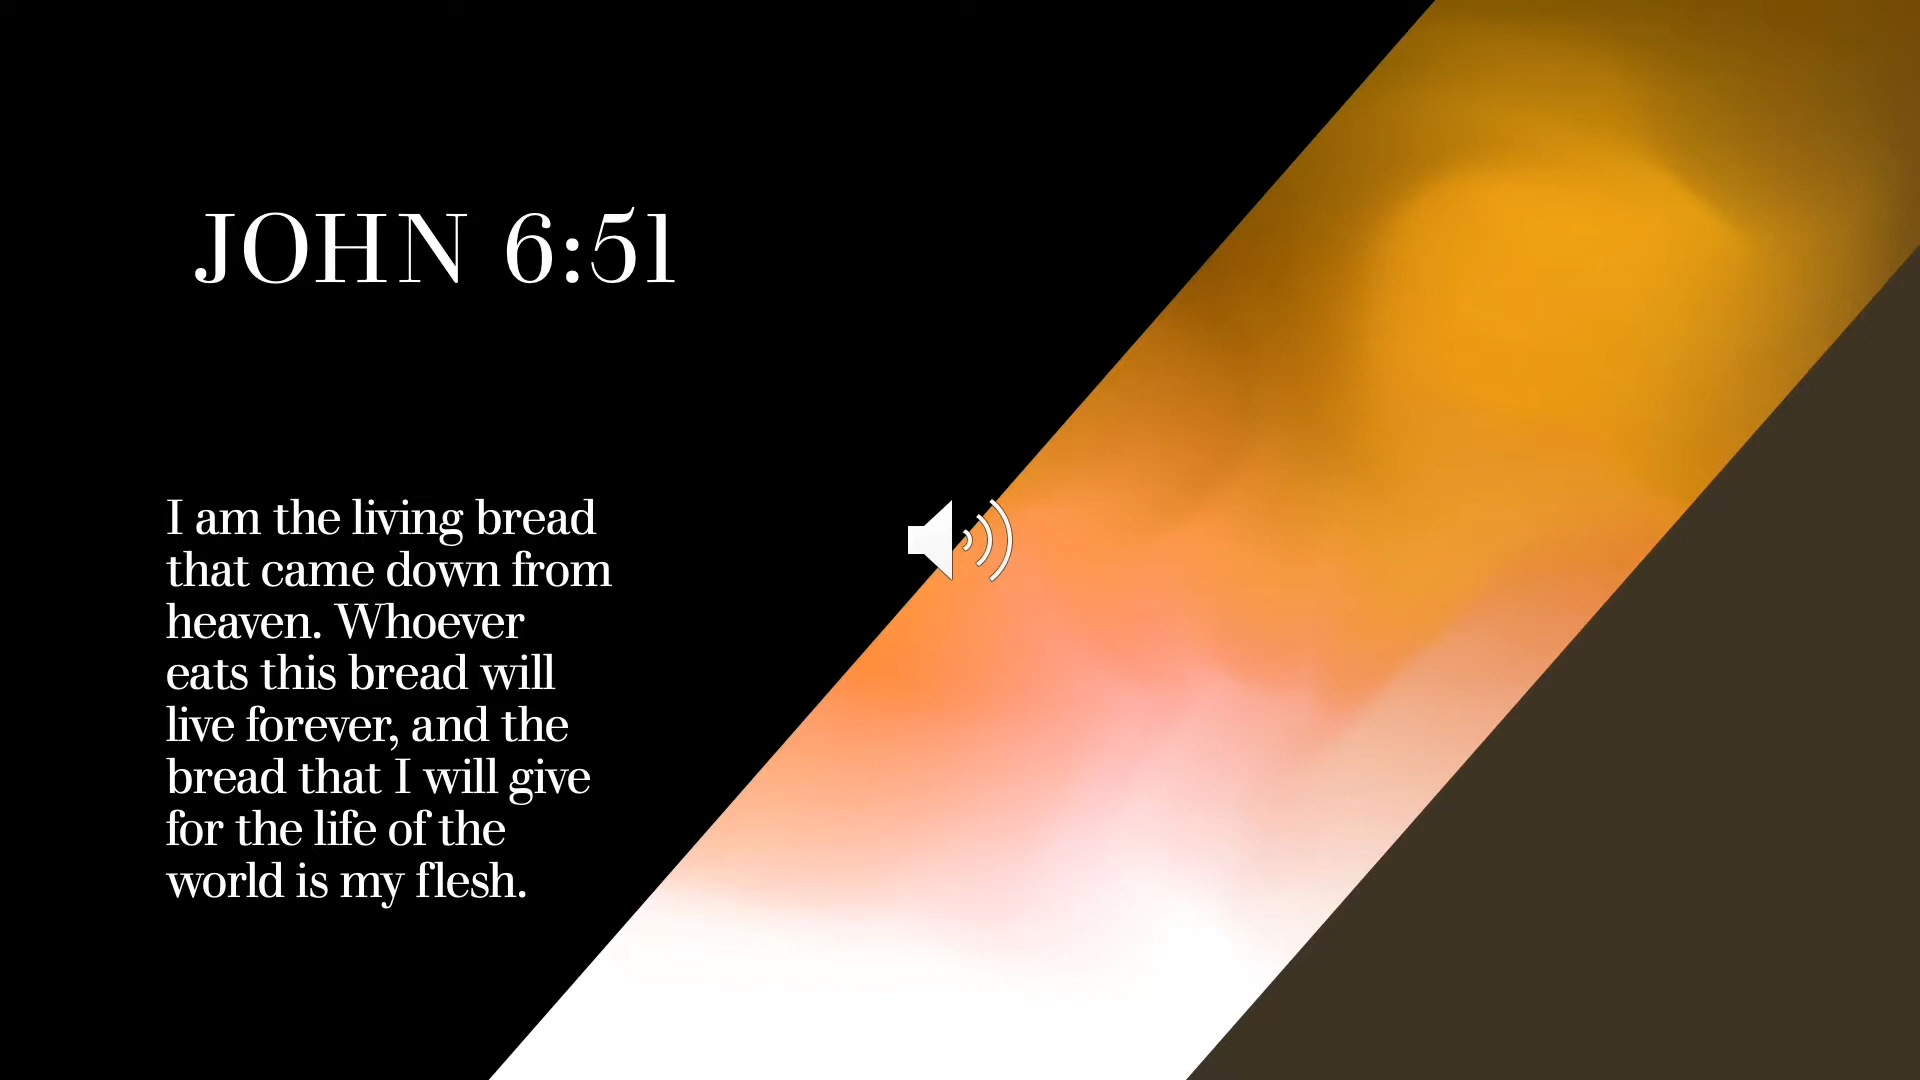 JOHN 6:51
I am the living bread
that came down from
heaven. Whoever
eats this bread will
live forever, and the
bread that I will give
for the life of the
world is my flesh.